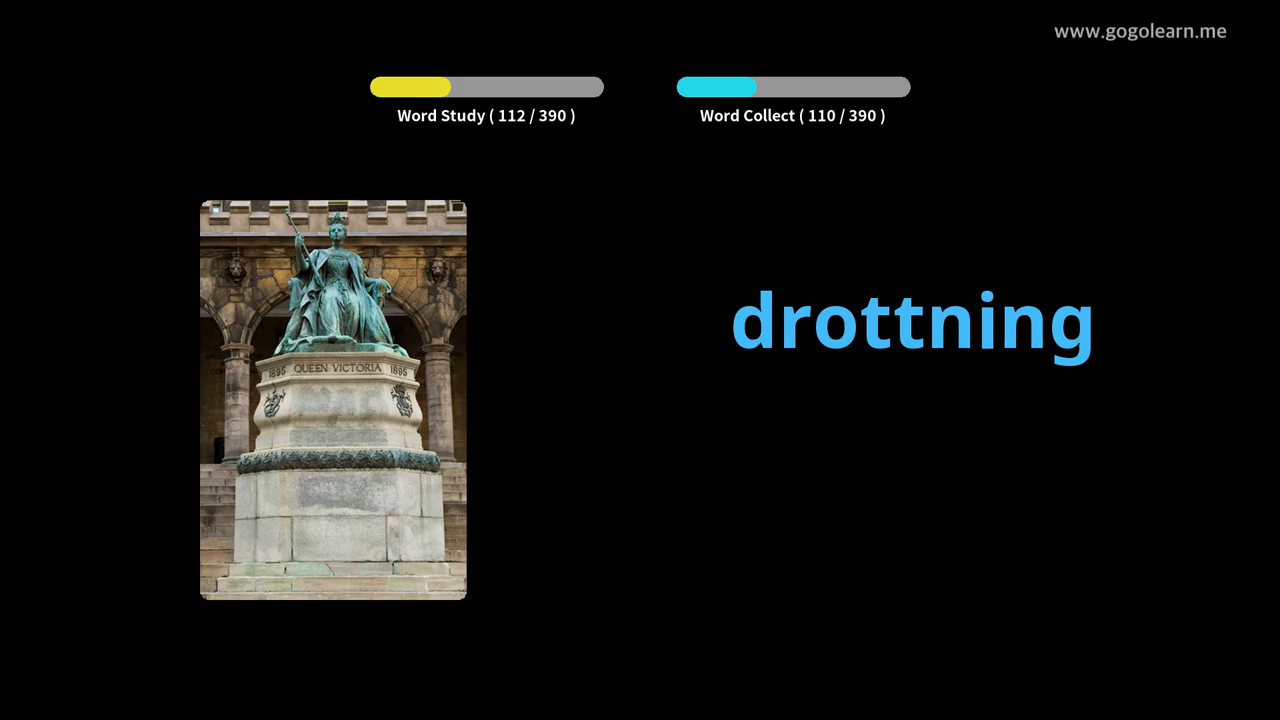 www.gogolearn.me
Word Study ( 112 / 390 )
Word Collect ( 110 / 390 )
drottning
1895 QUEEN VICTORIA 1895